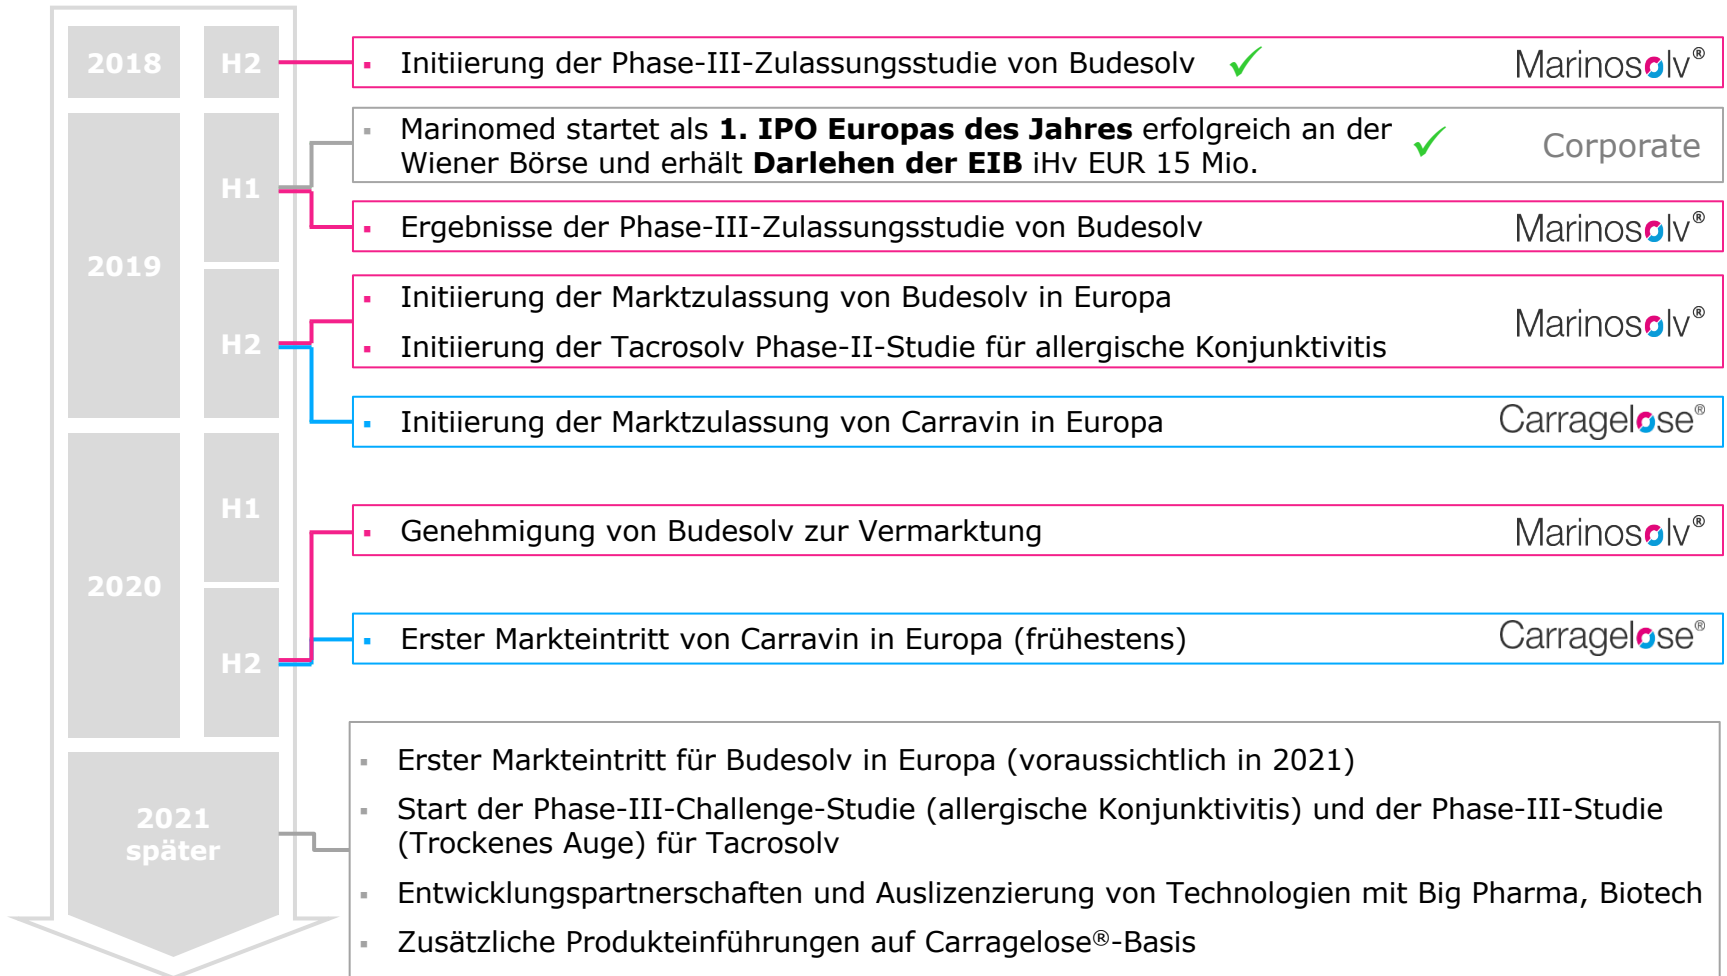 2018
H2
▪ Initiierung der Phase-III-Zulassungsstudie von Budesolv ✓
Marinosolv®
2019
H1
▪ Marinomed startet als 1. IPO Europas des Jahres erfolgreich an der
Wiener Börse und erhält Darlehen der EIB iHv EUR 15 Mio. ✓
Corporate
▪ Ergebnisse der Phase-III-Zulassungsstudie von Budesolv
Marinosolv®
H2
▪ Initiierung der Marktzulassung von Budesolv in Europa
▪ Initiierung der Tacrosolv Phase-II-Studie für allergische Konjunktivitis
Marinosolv®
▪ Initiierung der Marktzulassung von Carravin in Europa
Carragelose®
2020
H1
▪ Genehmigung von Budesolv zur Vermarktung
Marinosolv®
H2
▪ Erster Markteintritt von Carravin in Europa (frühestens)
Carragelose®
2021
später
▪ Erster Markteintritt für Budesolv in Europa (voraussichtlich in 2021)
▪ Start der Phase-III-Challenge-Studie (allergische Konjunktivitis) und der Phase-III-Studie
(Trockenes Auge) für Tacrosolv
▪ Entwicklungspartnerschaften und Auslizenzierung von Technologien mit Big Pharma, Biotech
▪ Zusätzliche Produkteinführungen auf Carragelose®-Basis